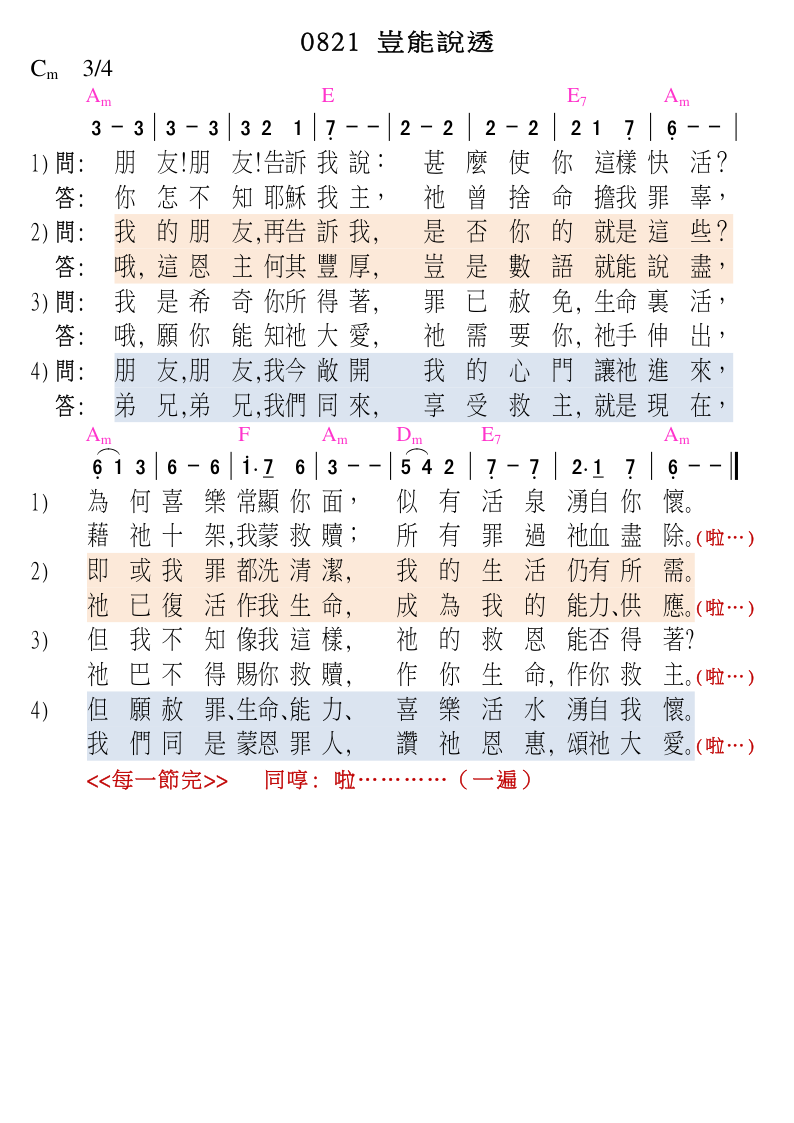 0821 豈能說透
Cm 3/4
Am E E7 Am
3 - 3 | 3 - 3 | 3 2 1 | 7 - - | 2 - 2 | 2 - 2 | 2 1 7 | 6 - - |
1) 問： 朋友！朋友！告訴我說： 甚麼使你這樣快活？
答： 你怎不知耶穌我主， 祂曾捨命擔我罪辜，
2) 問： 我的朋友，再告訴我， 是否你的就是這些？
答： 哦，這恩主何其豐厚， 豈是數語就能說盡，
3) 問： 我是希奇你所得著， 罪已赦免，生命裏活，
答： 哦，願你能知祂大愛， 祂需要你，祂手伸出，
4) 問： 朋友，朋友，我今敞開 我的心門讓祂進來，
答： 弟兄，弟兄，我們同來， 享受救主，就是現在，
Am F Am Dm E7 Am
6 1 3 | 6 - 6 | 1· 7 6 | 3 - - | 5 4 2 | 7 - 7 | 2· 1 7 | 6 - - ||
1) 為何喜樂常顯你面， 似有活泉湧自你懷。
藉祂十架，我蒙救贖； 所有罪過祂血盡除。(啦…)
2) 即或我罪都洗清潔， 我的生活仍有所需。
祂已復活作我生命， 成為我的能力、供應。(啦…)
3) 但我不知像我這樣， 祂的救恩能否得著?
祂巴不得賜你救贖， 作你生命，作你救主。(啦…)
4) 但願赦罪、生命、能力、 喜樂活水湧自我懷。
我們同是蒙恩罪人， 讚祂恩惠，頌祂大愛。(啦…)
<<每一節完>> 同啍：啦…………（一遍）